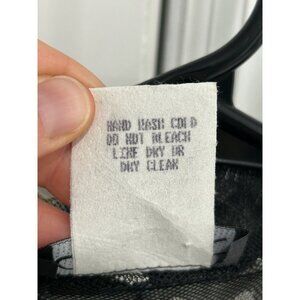 HAND WASH COLD
DO NOT BLEACH
LINE DRY OR
DRY CLEAN